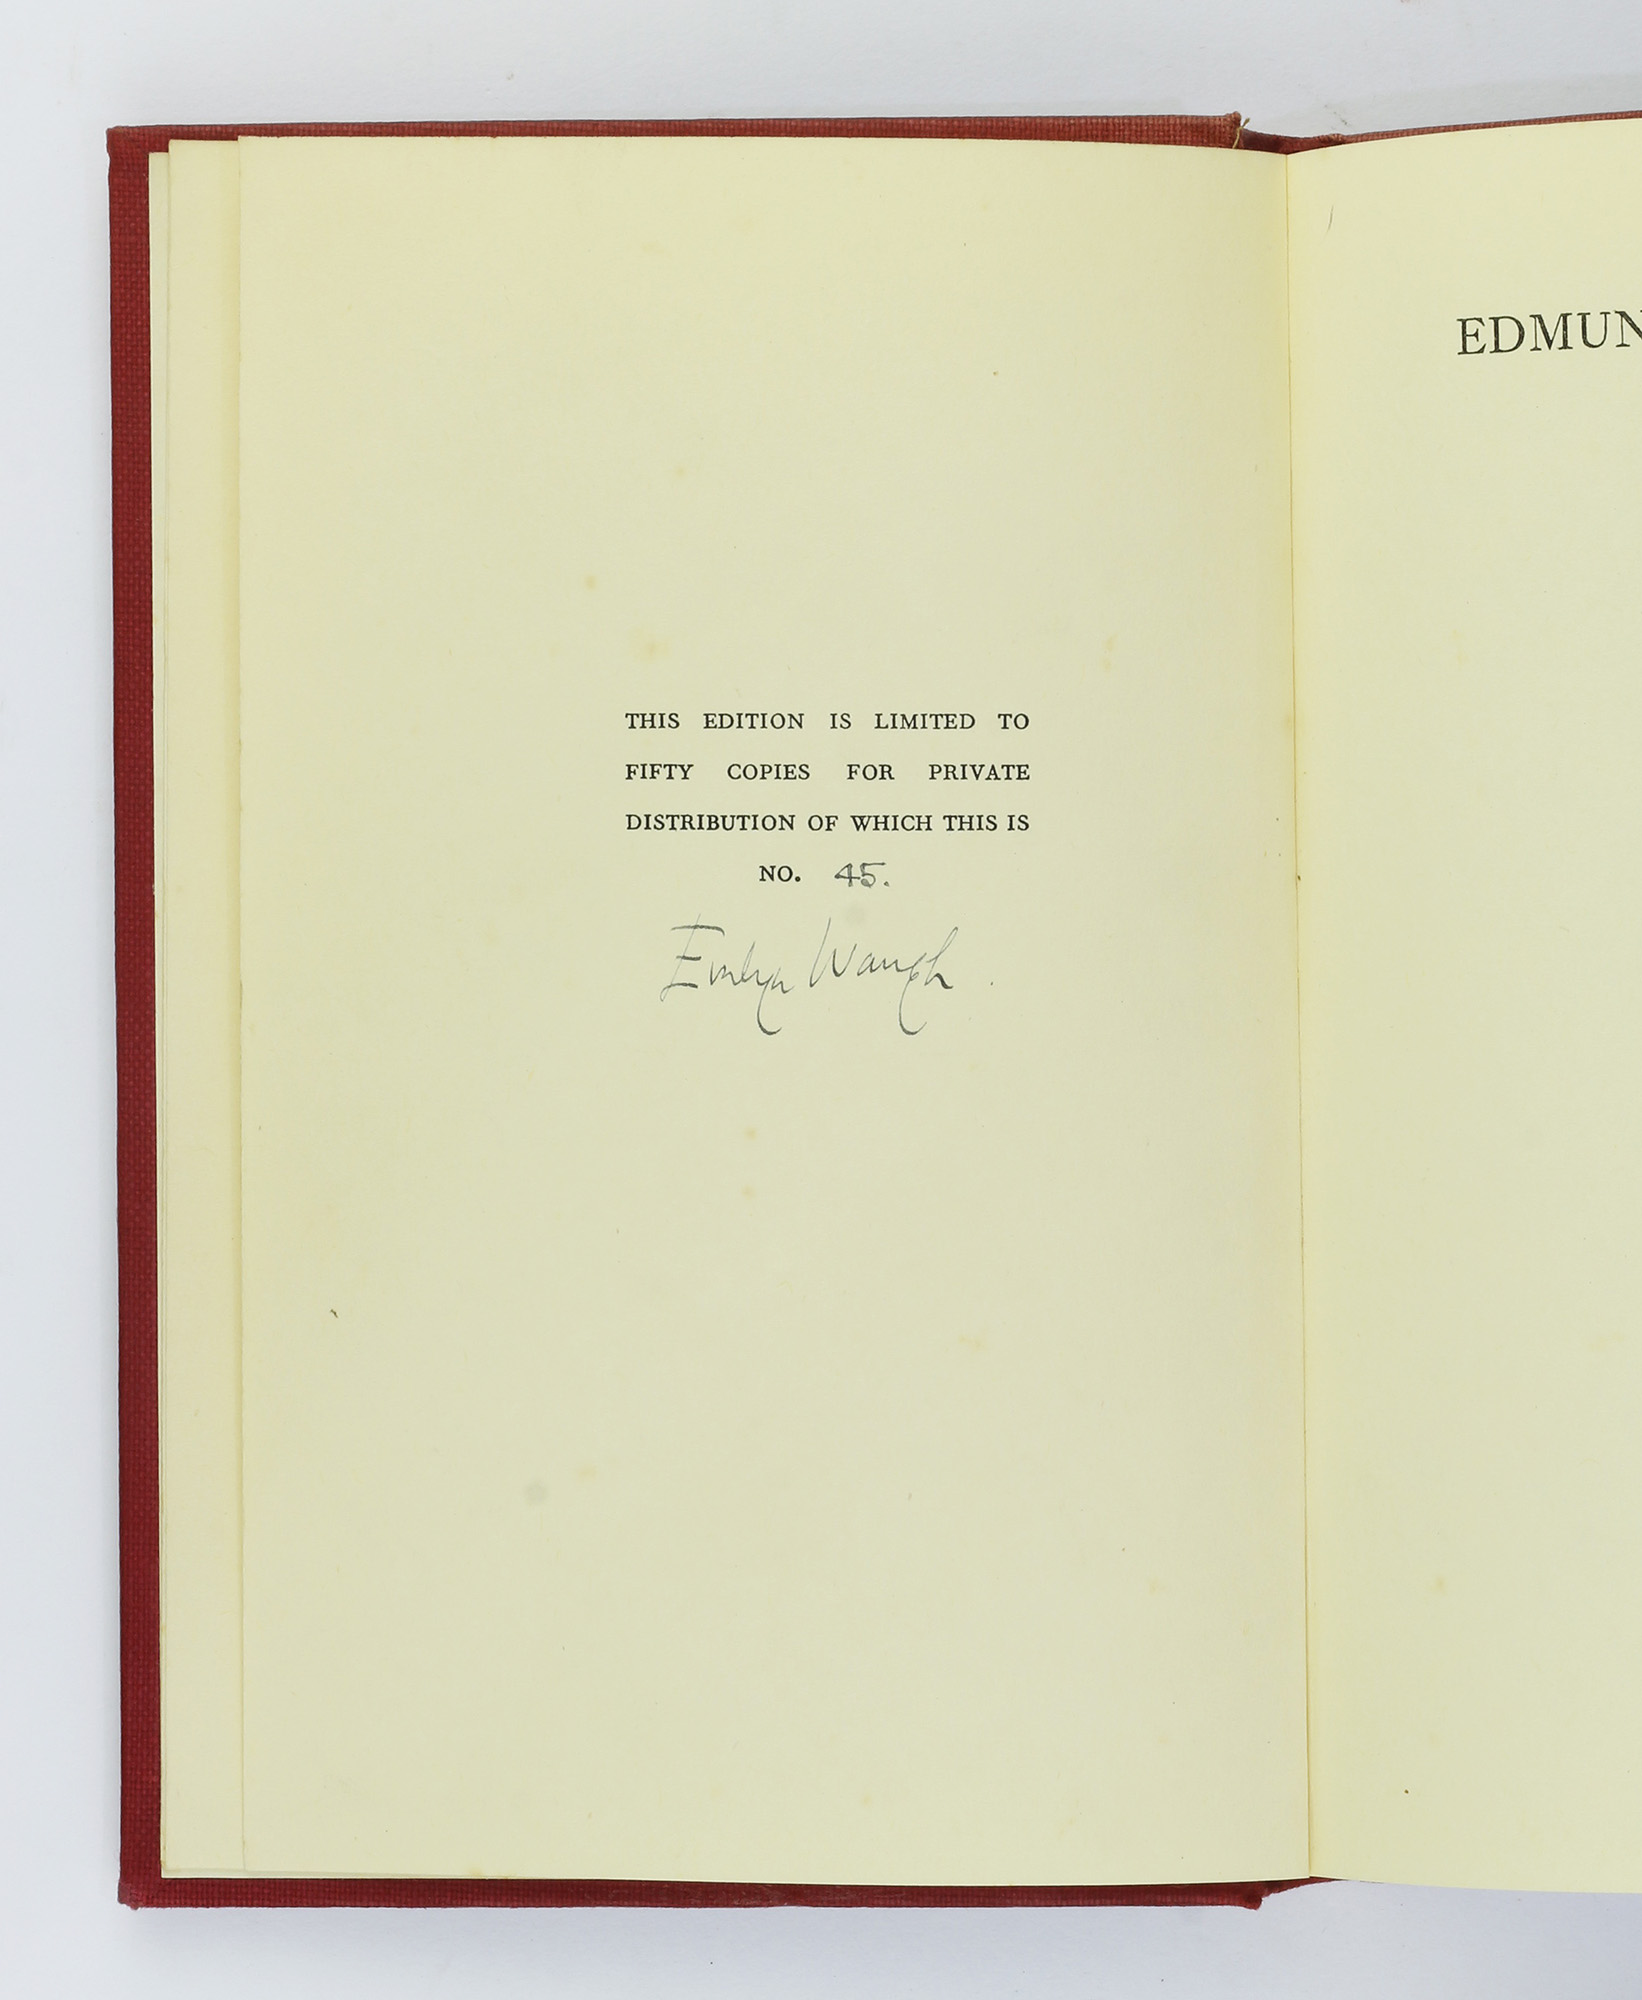 THIS EDITION IS LIMITED TO
FIFTY COPIES FOR PRIVATE
DISTRIBUTION OF WHICH THIS IS
NO. 45.
Evelyn Waugh.
EDMUN